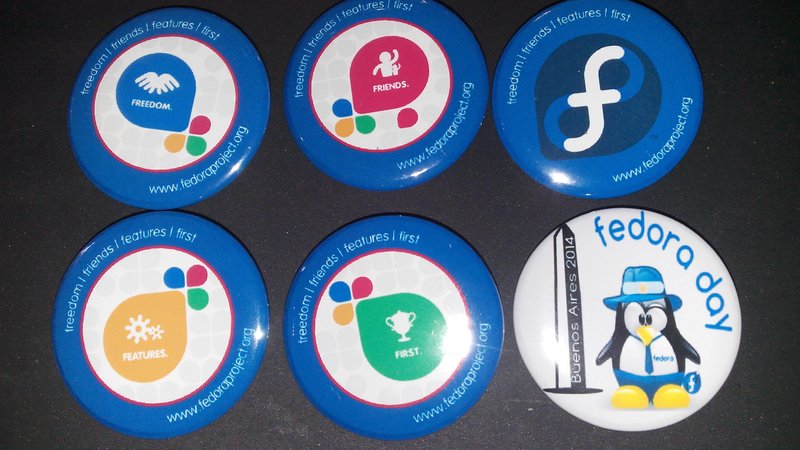 freedom | friends | features | first
FREEDOM.
www.fedoraproject.org
freedom | friends | features | first
FRIENDS.
www.fedoraproject.org
freedom | friends | features | first
f
TM
www.fedoraproject.org
freedom | friends | features | first
FEATURES.
www.fedoraproject.org
freedom | friends | features | first
FIRST.
www.fedoraproject.org
fedora day
Buenos Aires 2014
fedora
f